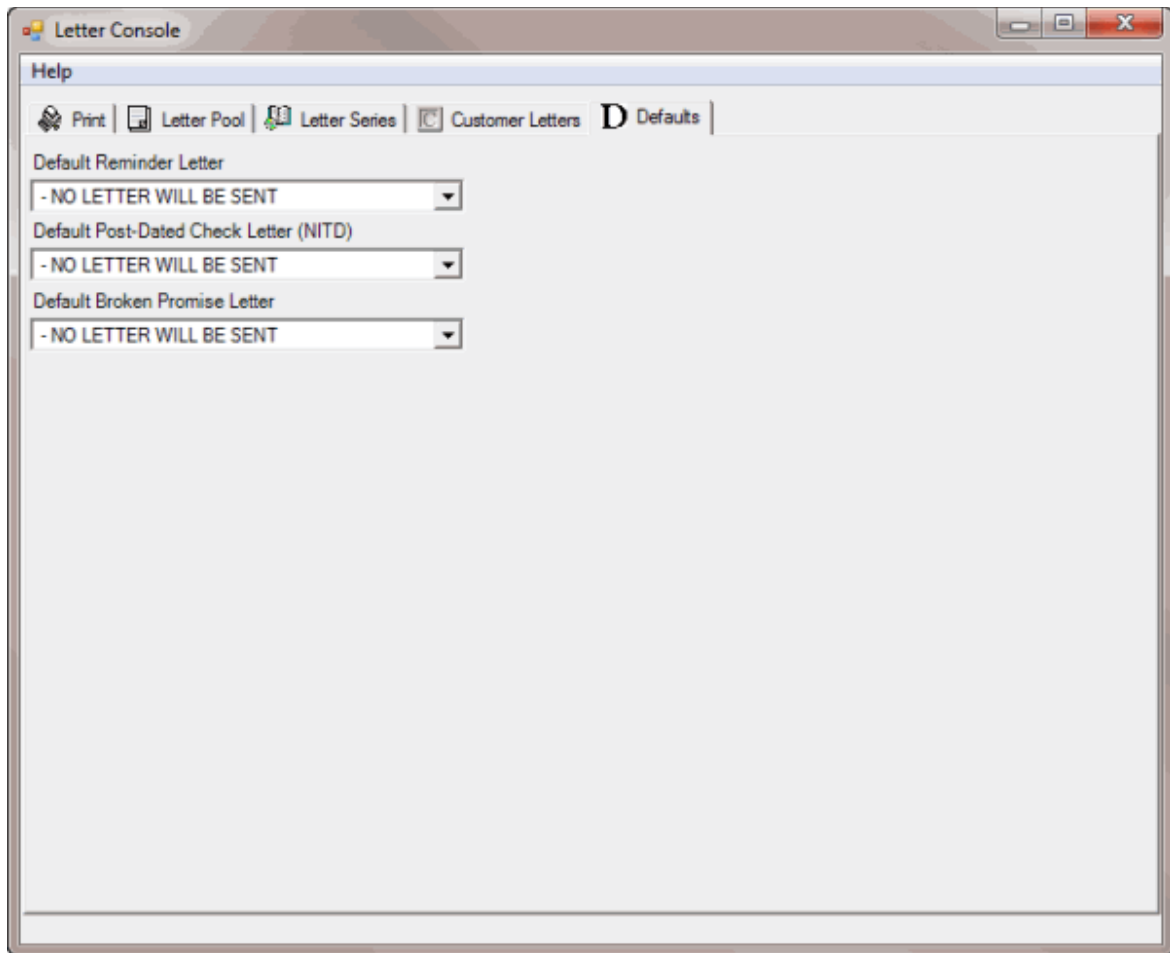 Letter Console
Help
Print Letter Pool Letter Series C Customer Letters D Defaults
Default Reminder Letter
- NO LETTER WILL BE SENT
Default Post-Dated Check Letter (NITD)
- NO LETTER WILL BE SENT
Default Broken Promise Letter
- NO LETTER WILL BE SENT